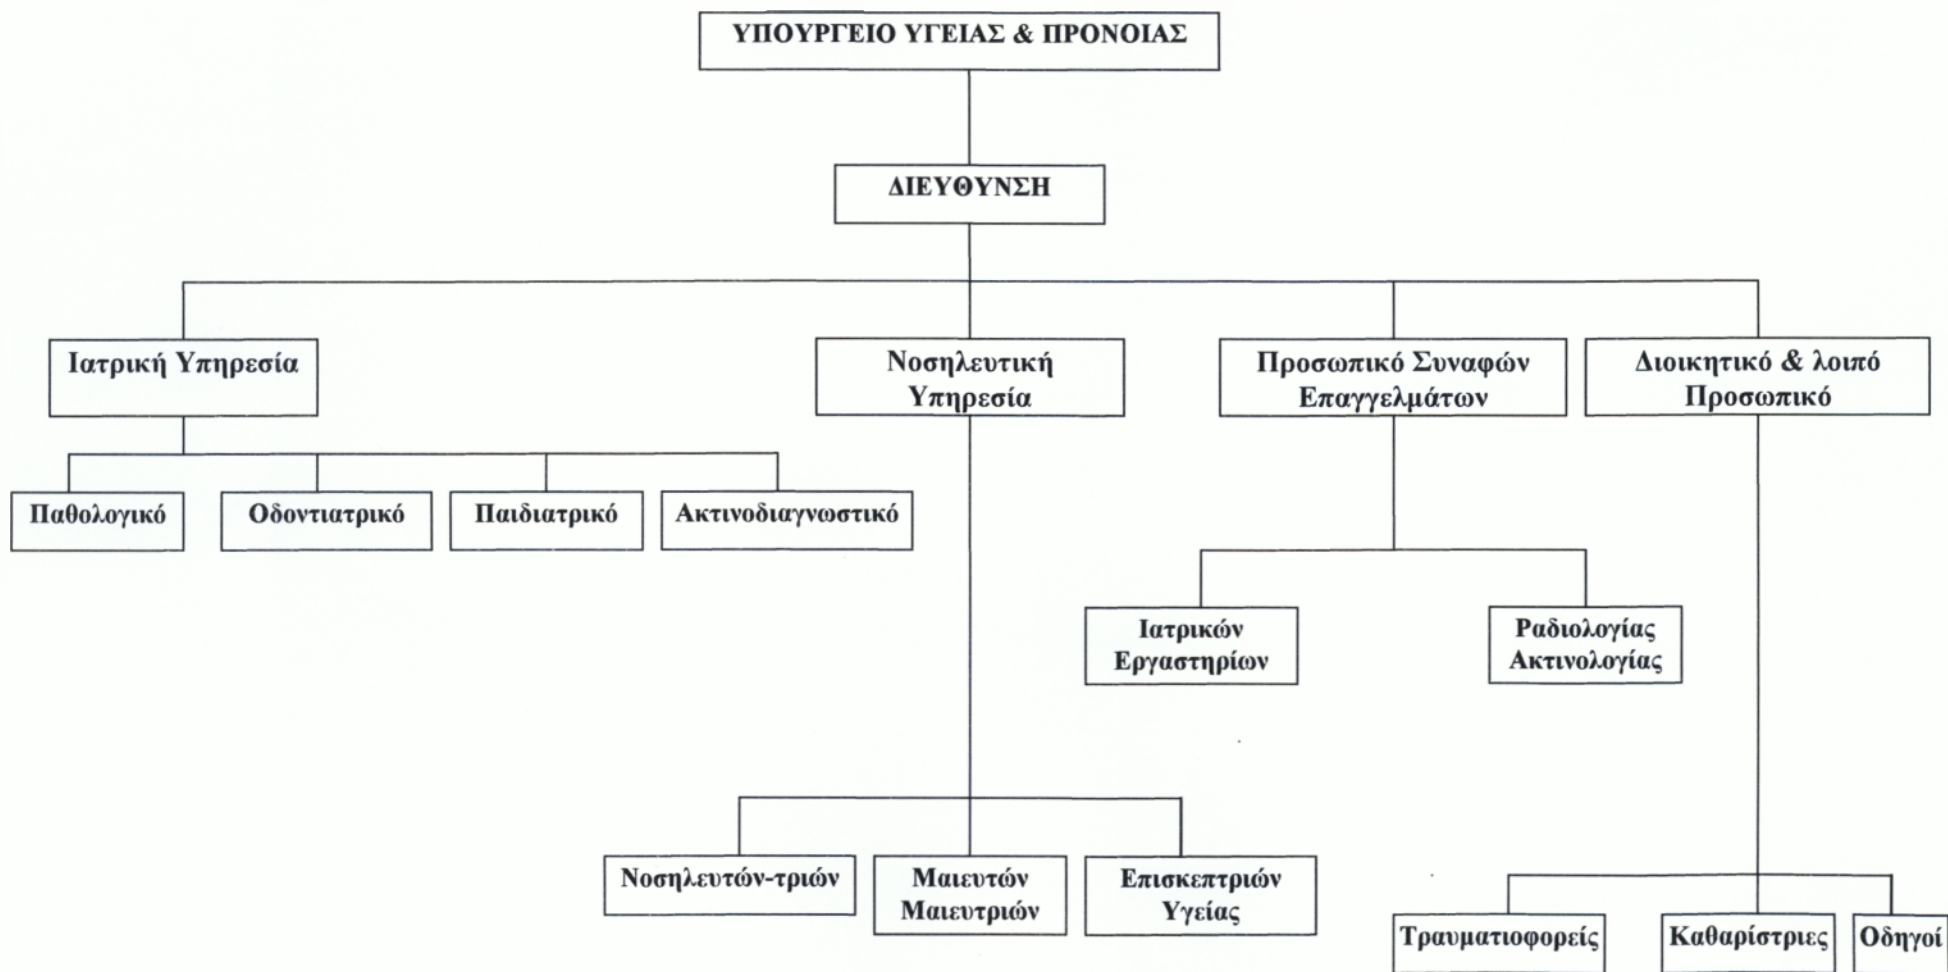 ΥΠΟΥΡΓΕΙΟ ΥΓΕΙΑΣ & ΠΡΟΝΟΙΑΣ
ΔΙΕΥΘΥΝΣΗ
Ιατρική Υπηρεσία
Νοσηλευτική
Υπηρεσία
Προσωπικό Συναφών
Επαγγελμάτων
Διοικητικό & λοιπό
Προσωπικό
Παθολογικό
Οδοντιατρικό
Παιδιατρικό
Ακτινοδιαγνωστικό
Ιατρικών
Εργαστηρίων
Ραδιολογίας
Ακτινολογίας
Νοσηλευτών-τριών
Μαιευτών
Μαιευτριών
Επισκεπτριών
Υγείας
Τραυματιοφορείς
Καθαρίστριες
Οδηγοί